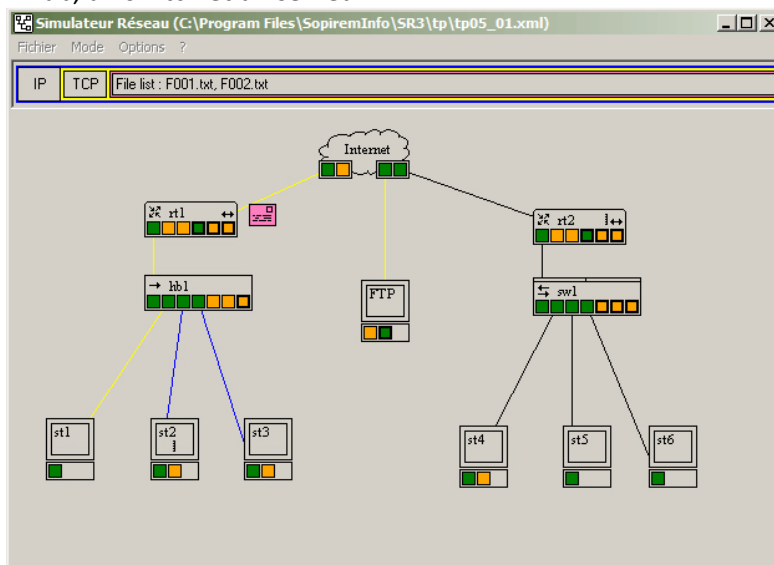 Simulateur Réseau (C:\Program Files\SopiremInfo\SR3\tp\tp05_01.xml)
Fichier Mode Options ?
IP TCP File list : F001.txt, F002.txt
Internet
rt1
rt2
hb1
FTP
sw1
st1
st2
st3
st4
st5
st6